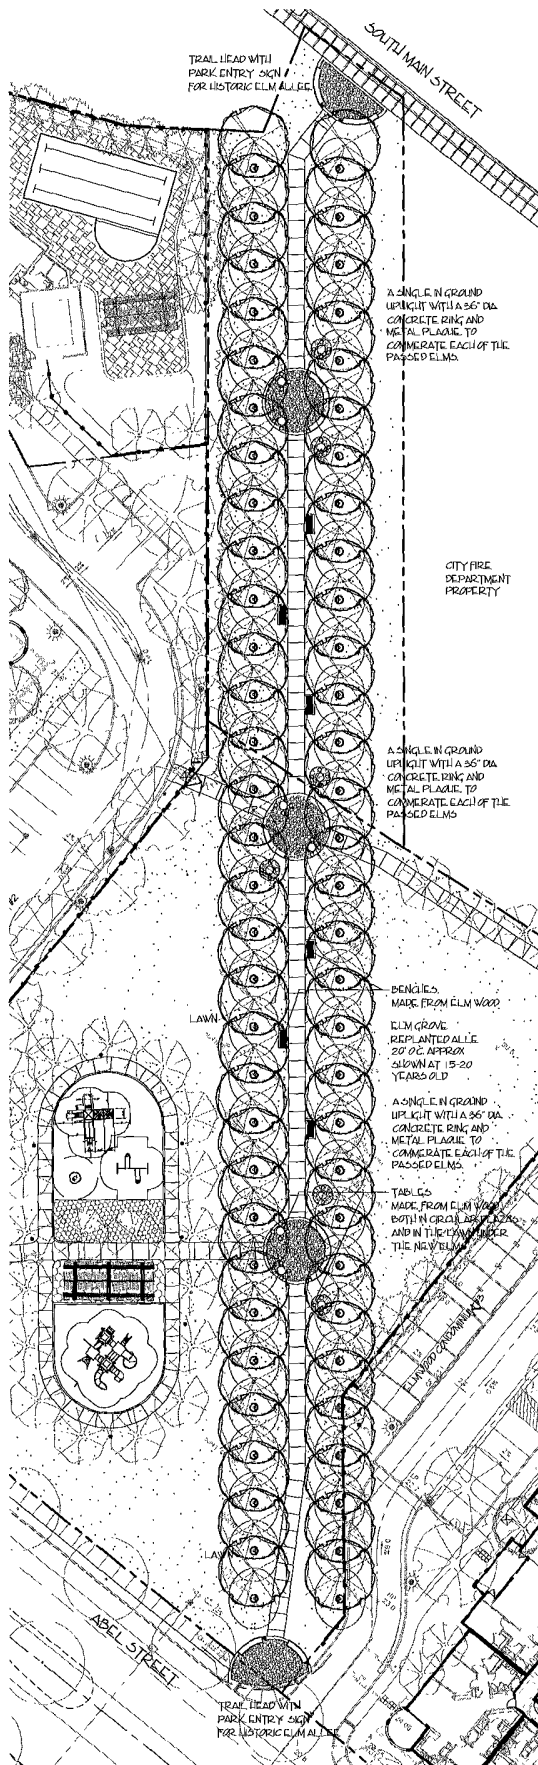 SOUTH MAIN STREET
TRAIL HEAD WITH
PARK ENTRY SIGN
FOR HISTORIC ELM ALLEE
A SINGLE IN GROUND
UPLIGHT WITH A 36" DIA
CONCRETE RING AND
METAL PLAQUE TO
COMMERATE EACH OF THE
PASSED ELMS.
CITY FIRE
DEPARTMENT
PROPERTY
A SINGLE IN GROUND
UPLIGHT WITH A 36" DIA
CONCRETE RING AND
METAL PLAQUE TO
COMMERATE EACH OF THE
PASSED ELMS
BENCHES
MADE FROM ELM WOOD
LAWN
ELM GROVE
REPLANTED ALLE
20' O.C. APPROX
SHOWN AT 15-20
YEARS OLD
A SINGLE IN GROUND
UPLIGHT WITH A 36" DIA
CONCRETE RING AND
METAL PLAQUE TO
COMMERATE EACH OF THE
PASSED ELMS.
TABLES
MADE FROM ELM WOOD
BOTH IN CIRCULAR PLAZAS
AND IN THE LAWN UNDER
THE NEW ELMS
ELMWOOD CONDOMINIUMS
LAWN
ABEL STREET
TRAIL HEAD WITH
PARK ENTRY SIGN
FOR HISTORIC ELM ALLEE